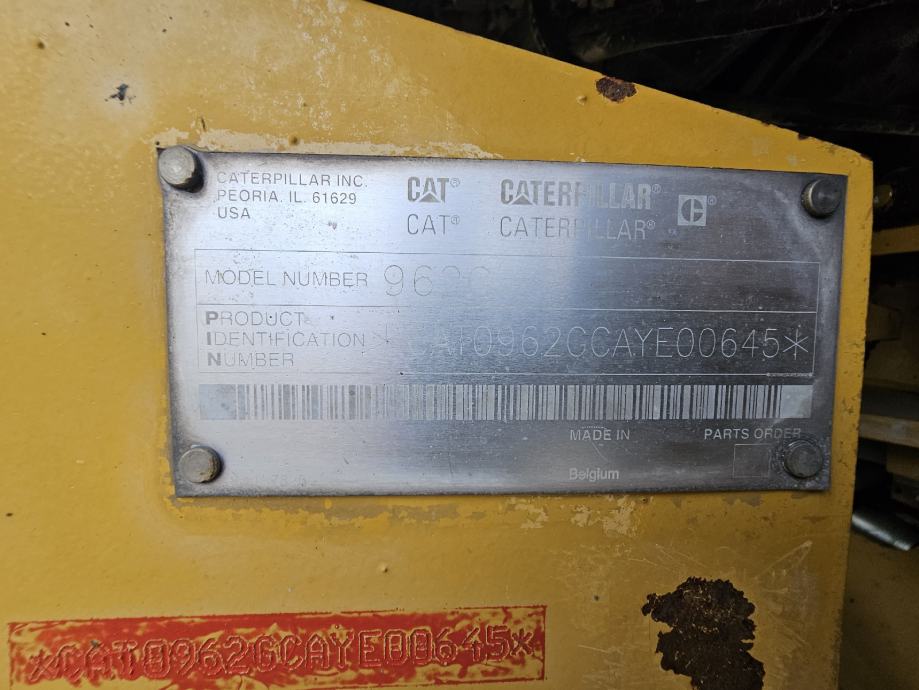 CATERPILLAR INC.
PEORIA. IL. 61629
USA
CAT® CATERPILLAR® C®
CAT® CATERPILLAR®
MODEL NUMBER 962G
PRODUCT
IDENTIFICATION *CAT0962GCAYE00645*
NUMBER
MADE IN PARTS ORDER
Belgium
*CAT0962GCAYE00645*